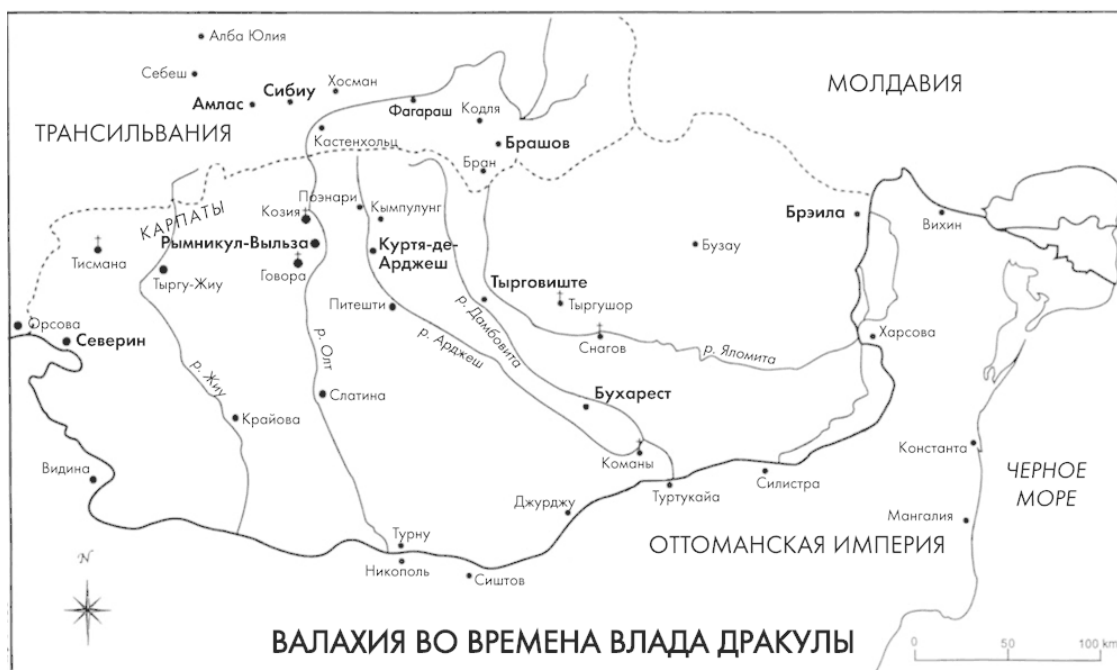 Алба Юлия
Себеш
Амлас
Сибиу
Хосман
ТРАНСИЛЬВАНИЯ
Фагараш
Кодля
МОЛДАВИЯ
Кастенхольц
Брашов
Бран
КАРПАТЫ
Поэнари
Козия
Кымпулунг
Брэила
Вихин
Тисмана
Рымникул-Выльза
Куртя-де-
Арджеш
Бузау
Тыргу-Жиу
Говора
Тырговиште
Тыргушор
Питешти
р. Дамбовита
Орсова
Северин
р. Олт
р. Арджеш
Снагов
р. Яломита
Харсова
р. Жиу
Слатина
Бухарест
Крайова
Команы
Константа
Видина
Туртукайа
Силистра
ЧЕРНОЕ
МОРЕ
Джурджу
Мангалия
Турну
ОТТОМАНСКАЯ ИМПЕРИЯ
Никополь
Сиштов
N
ВАЛАХИЯ ВО ВРЕМЕНА ВЛАДА ДРАКУЛЫ
0 50 100 km